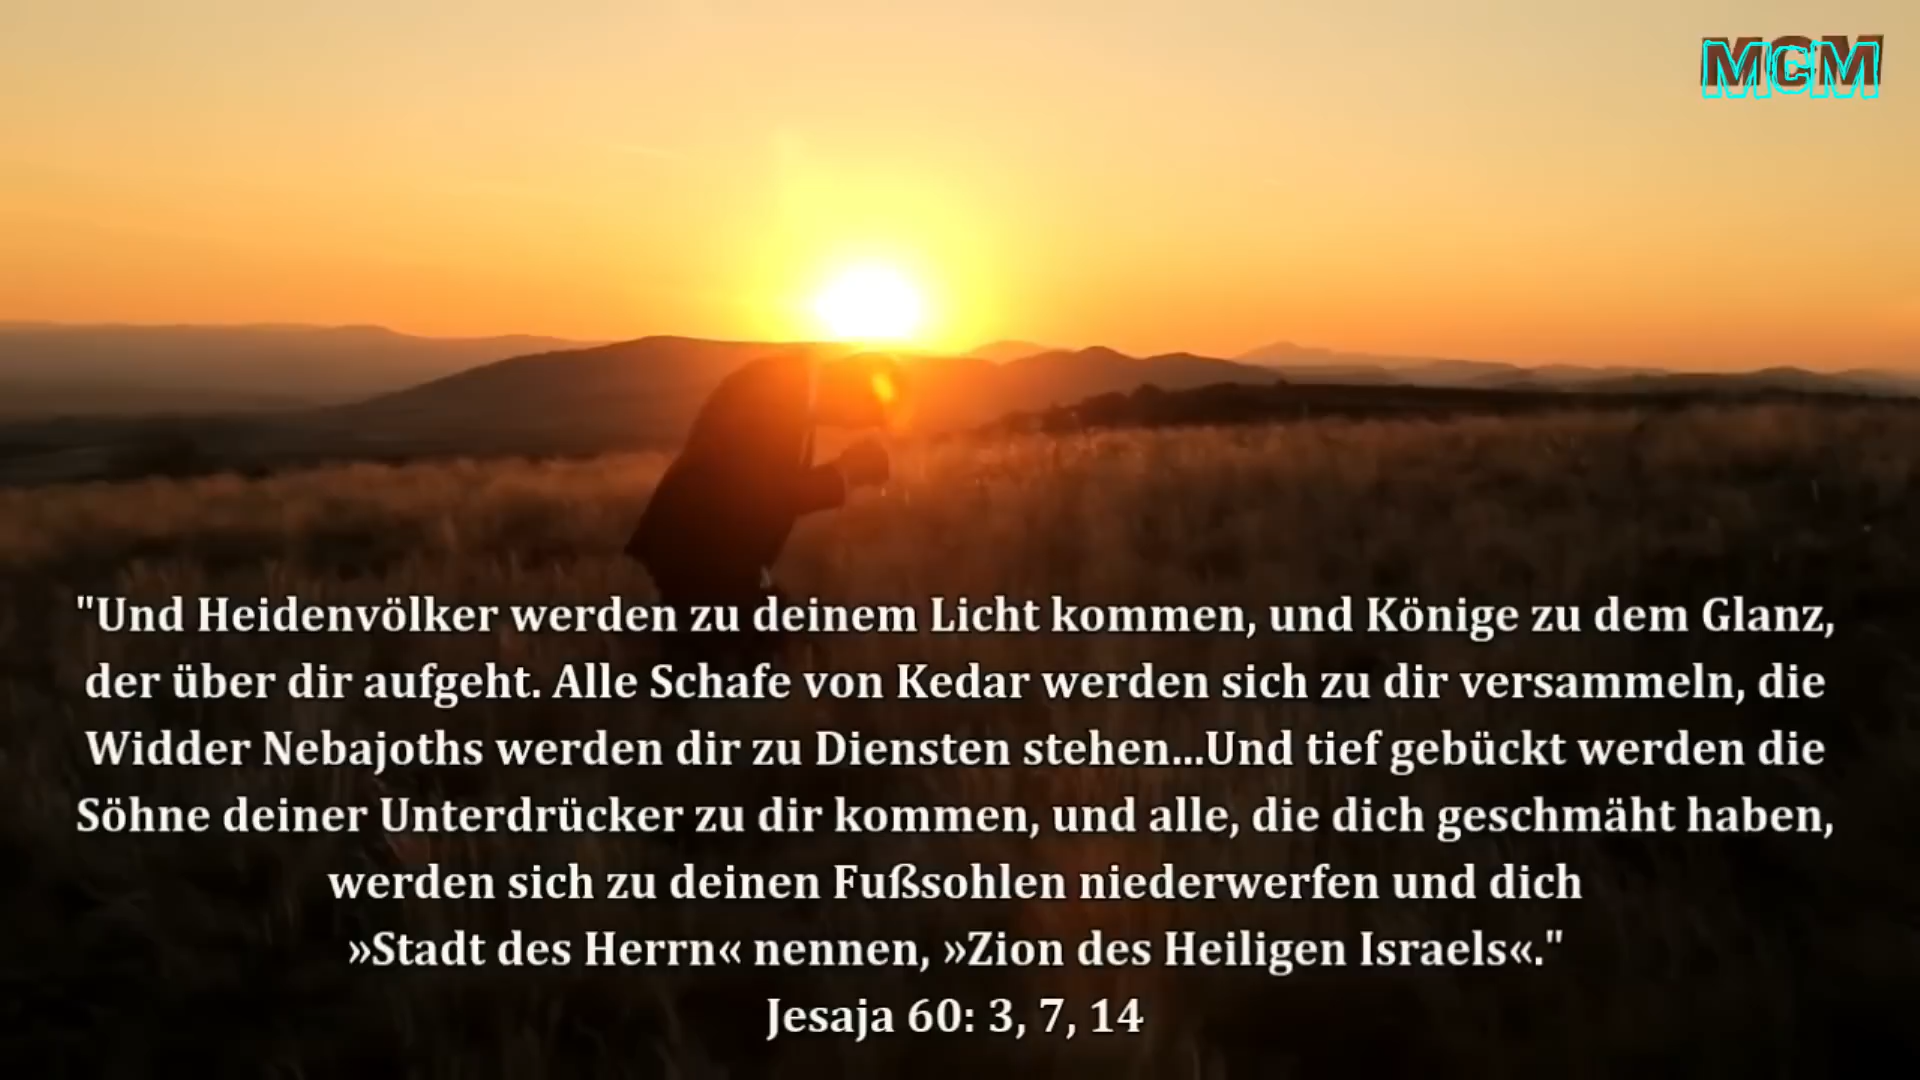 MCM
"Und Heidenvölker werden zu deinem Licht kommen, und Könige zu dem Glanz,
der über dir aufgeht. Alle Schafe von Kedar werden sich zu dir versammeln, die
Widder Nebajoths werden dir zu Diensten stehen...Und tief gebückt werden die
Söhne deiner Unterdrücker zu dir kommen, und alle, die dich geschmäht haben,
werden sich zu deinen Fußsohlen niederwerfen und dich
»Stadt des Herrn« nennen, »Zion des Heiligen Israels«."
Jesaja 60: 3, 7, 14